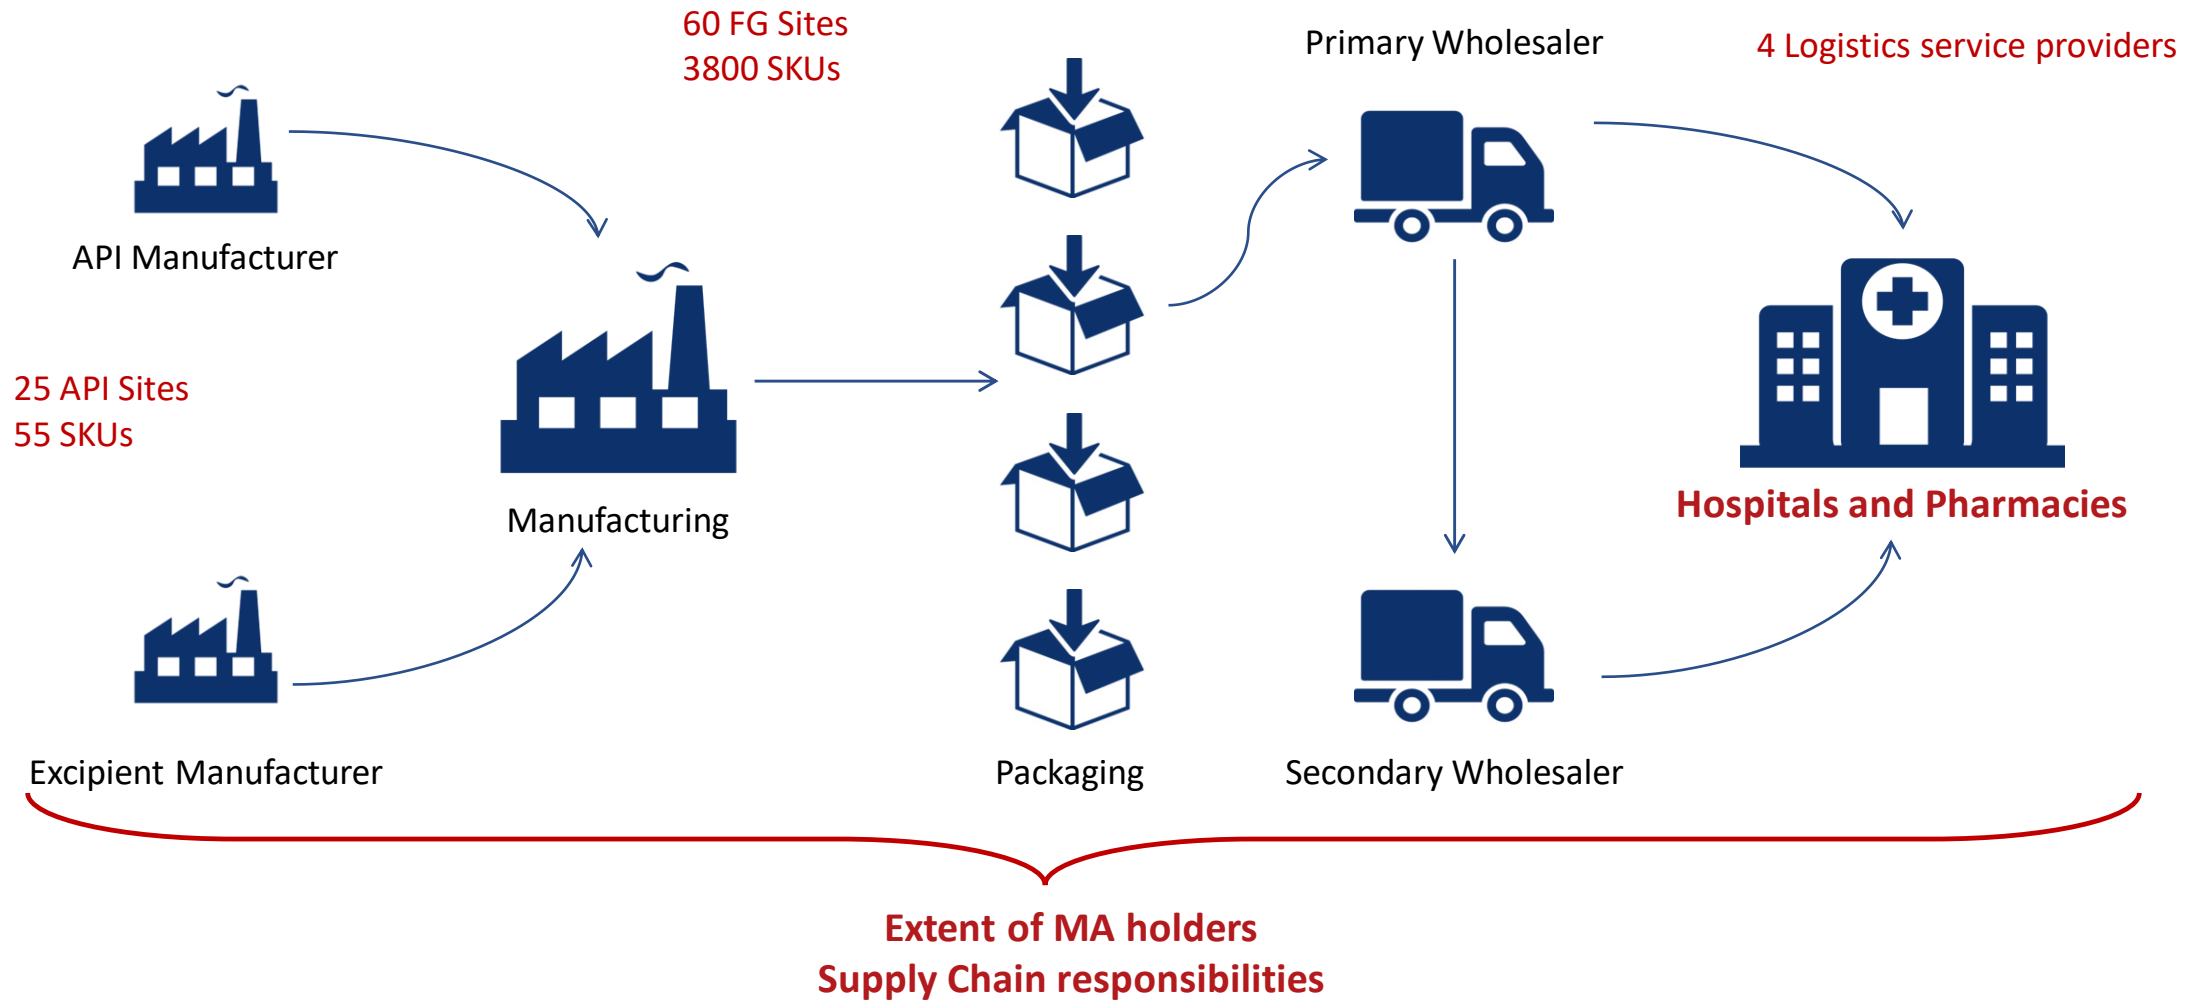 60 FG Sites
3800 SKUs
Primary Wholesaler
4 Logistics service providers
API Manufacturer
25 API Sites
55 SKUs
Manufacturing
Hospitals and Pharmacies
Excipient Manufacturer
Packaging
Secondary Wholesaler
Extent of MA holders
Supply Chain responsibilities